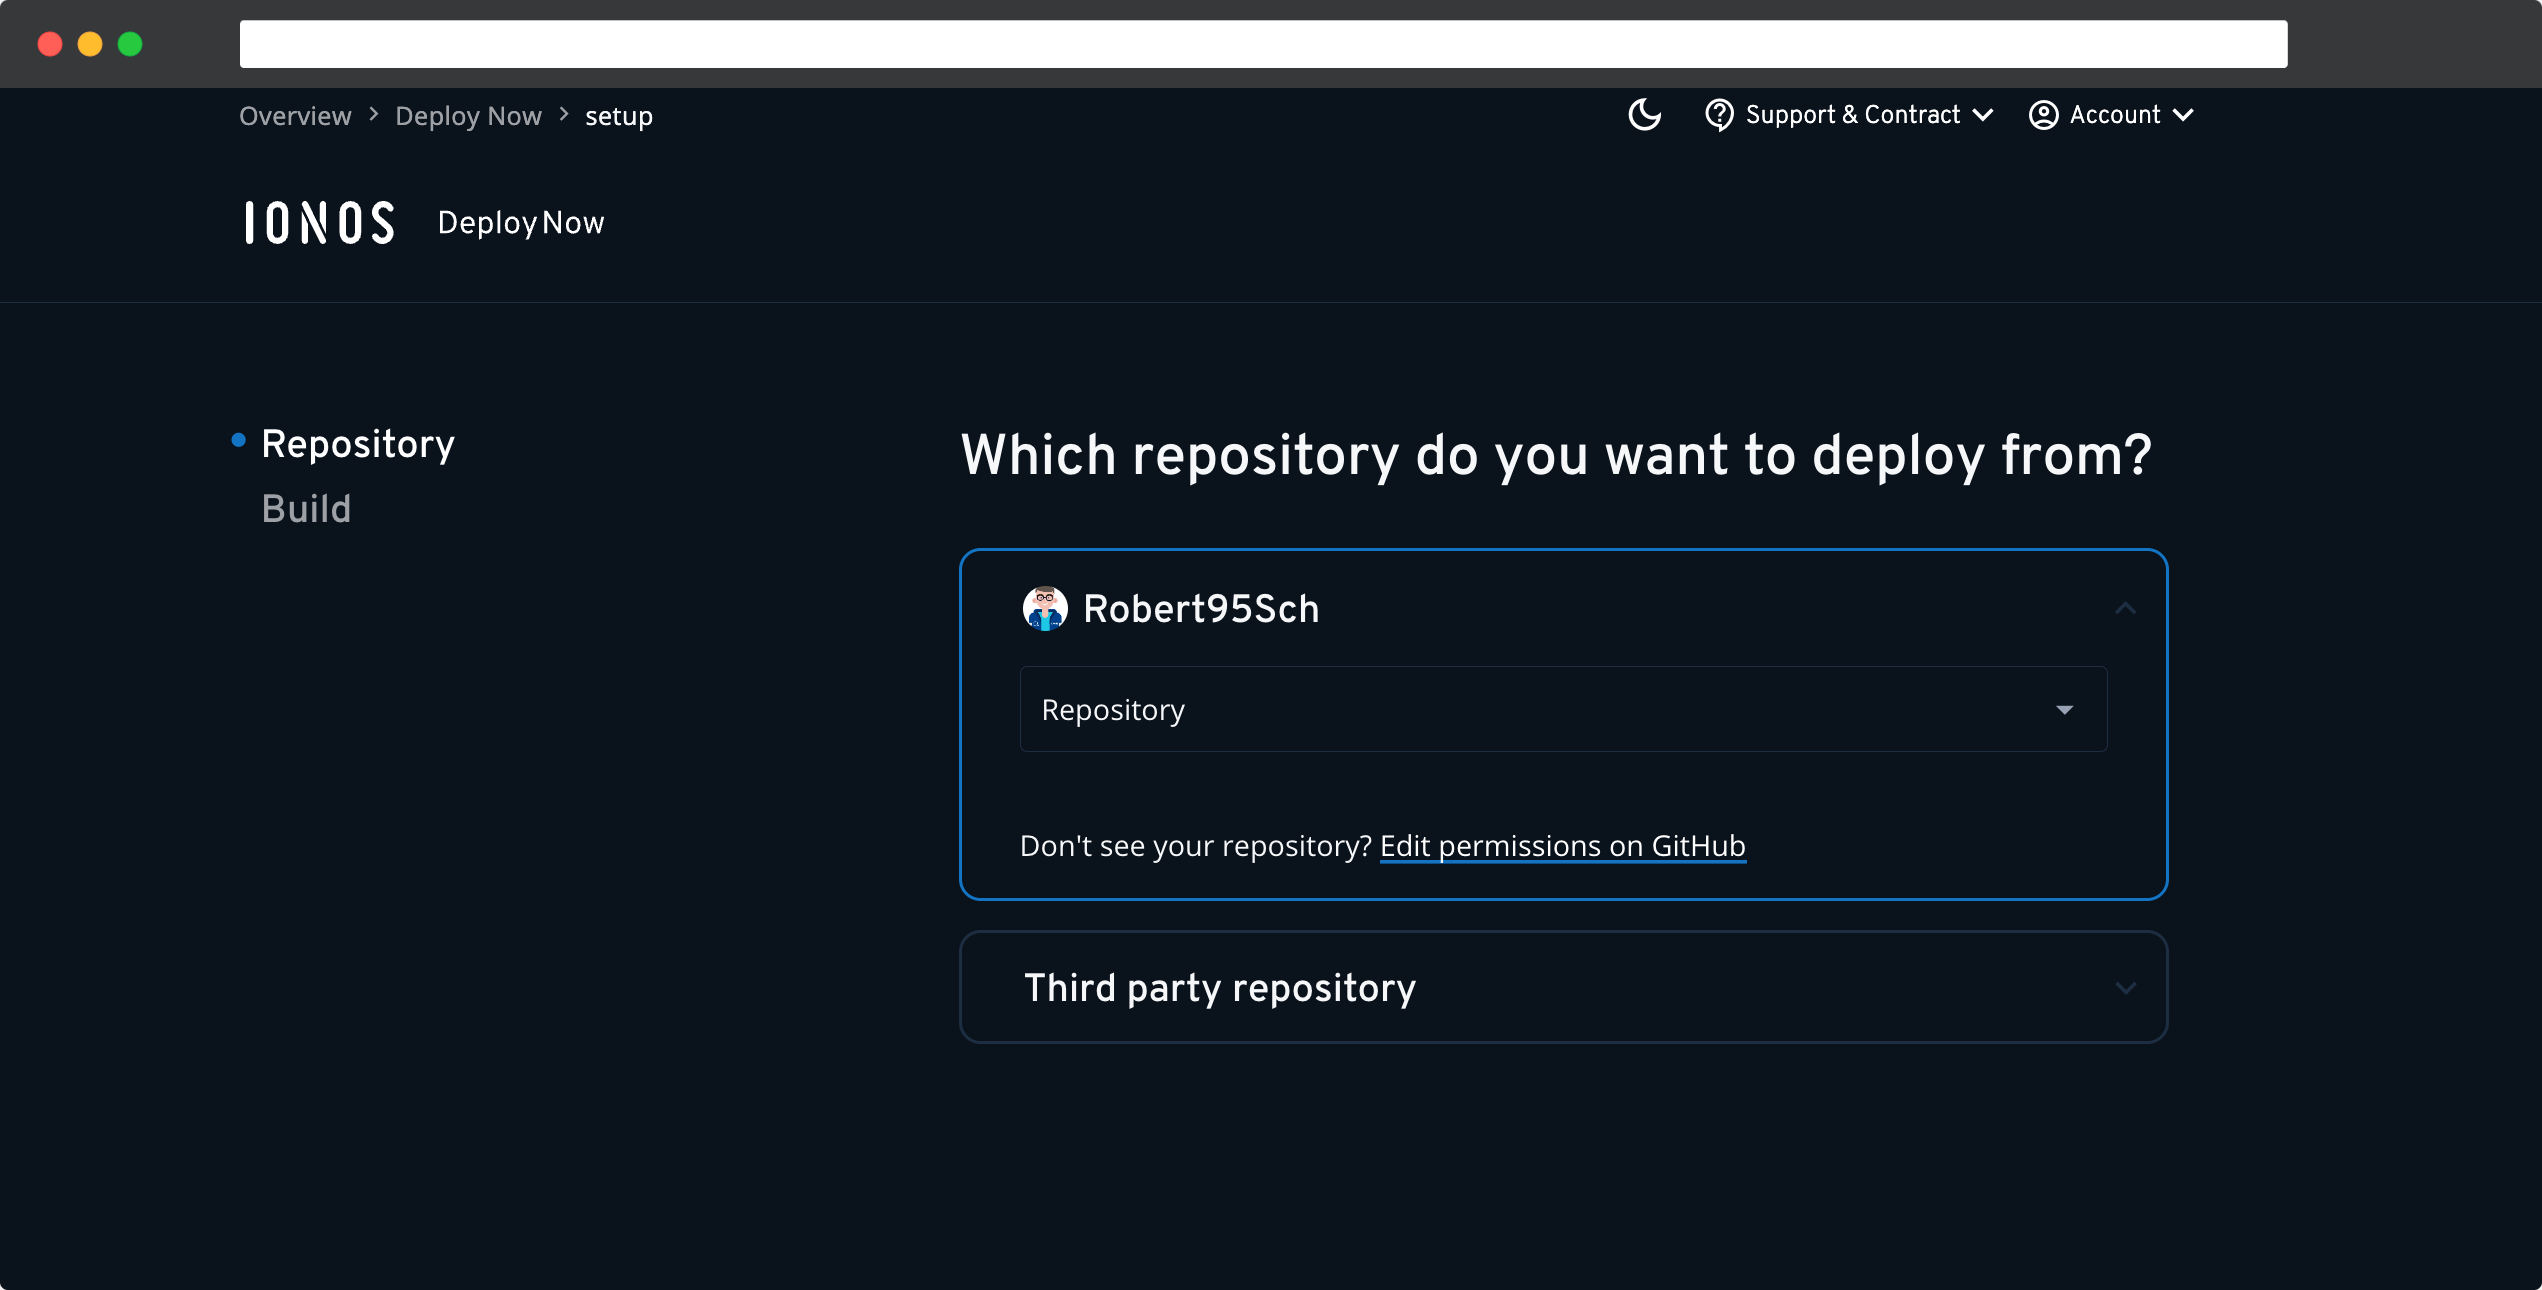 Overview > Deploy Now > setup
Support & Contract
Account
IONOS Deploy Now
Repository
Build
Which repository do you want to deploy from?
Robert95Sch
Repository
Don't see your repository? Edit permissions on GitHub
Third party repository